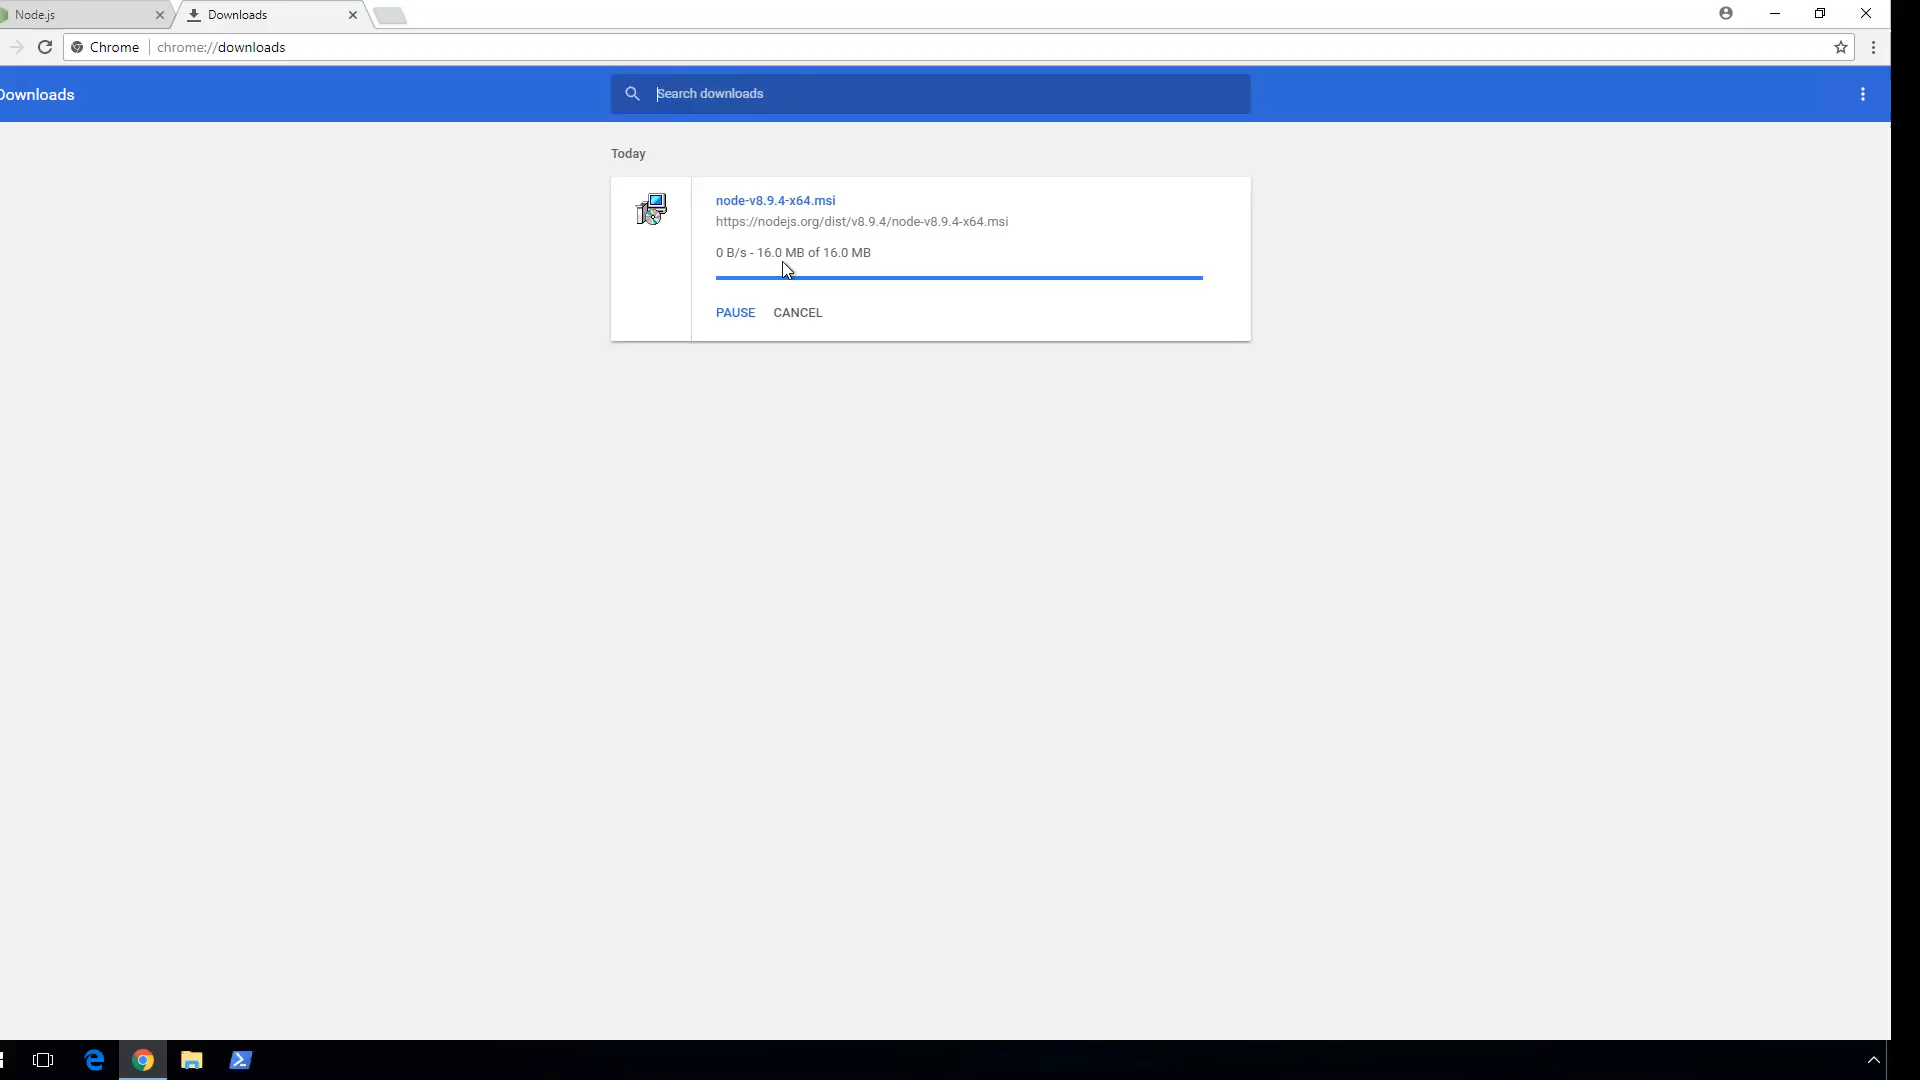 Node.js
Downloads
Chrome
chrome://downloads
Downloads
Search downloads
Today
node-v8.9.4-x64.msi
https://nodejs.org/dist/v8.9.4/node-v8.9.4-x64.msi
0 B/s - 16.0 MB of 16.0 MB
PAUSE CANCEL